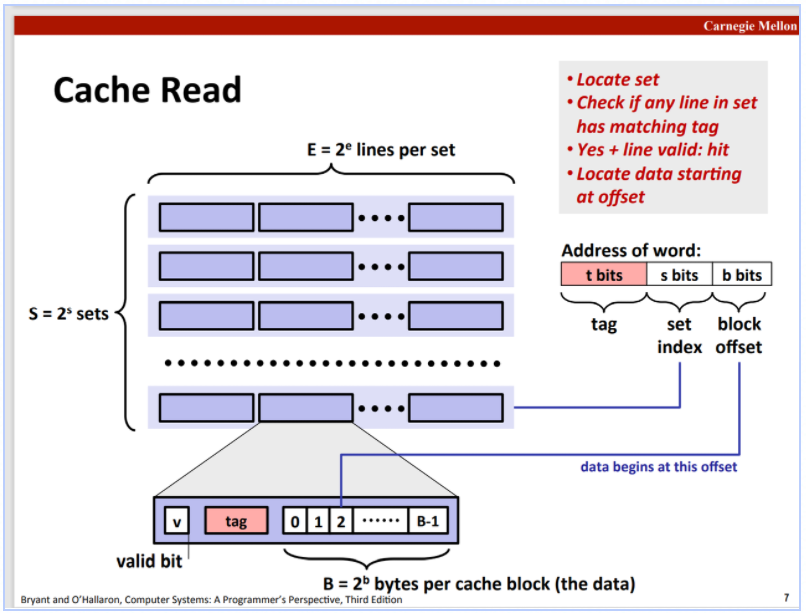 Carnegie Mellon
Cache Read
• Locate set
• Check if any line in set
has matching tag
• Yes + line valid: hit
• Locate data starting
at offset
E = 2^e lines per set
S = 2^s sets
Address of word:
t bits s bits b bits
tag set block
index offset
data begins at this offset
v tag 0 1 2 •••••• B-1
valid bit
B = 2^b bytes per cache block (the data)
Bryant and O'Hallaron, Computer Systems: A Programmer's Perspective, Third Edition
7